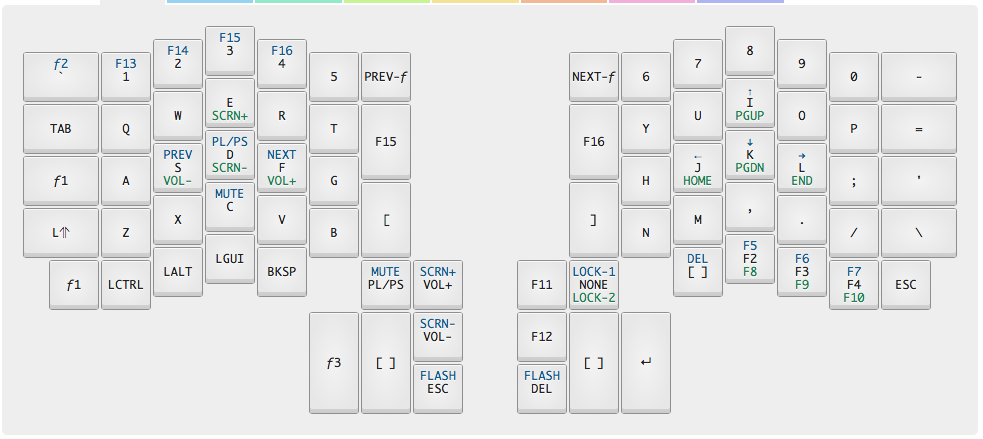 f2
`
F13
1
F14
2
F15
3
F16
4
5
PREV-f
NEXT-f
6
7
8
9
0
-
TAB
Q
W
E
SCRN+
R
T
F15
F16
Y
U
↑
I
PGUP
O
P
=
f1
A
PREV
S
VOL-
PL/PS
D
SCRN-
NEXT
F
VOL+
G
H
←
J
HOME
↓
K
PGDN
→
L
END
;
'
L⇑
Z
X
MUTE
C
V
B
[
]
N
M
,
.
/
\
f1
LCTRL
LALT
LGUI
BKSP
MUTE
PL/PS
SCRN+
VOL+
F11
LOCK-1
NONE
LOCK-2
DEL
[ ]
F5
F2
F8
F6
F3
F9
F7
F4
F10
ESC
f3
[ ]
SCRN-
VOL-
F12
[ ]
↵
FLASH
ESC
FLASH
DEL